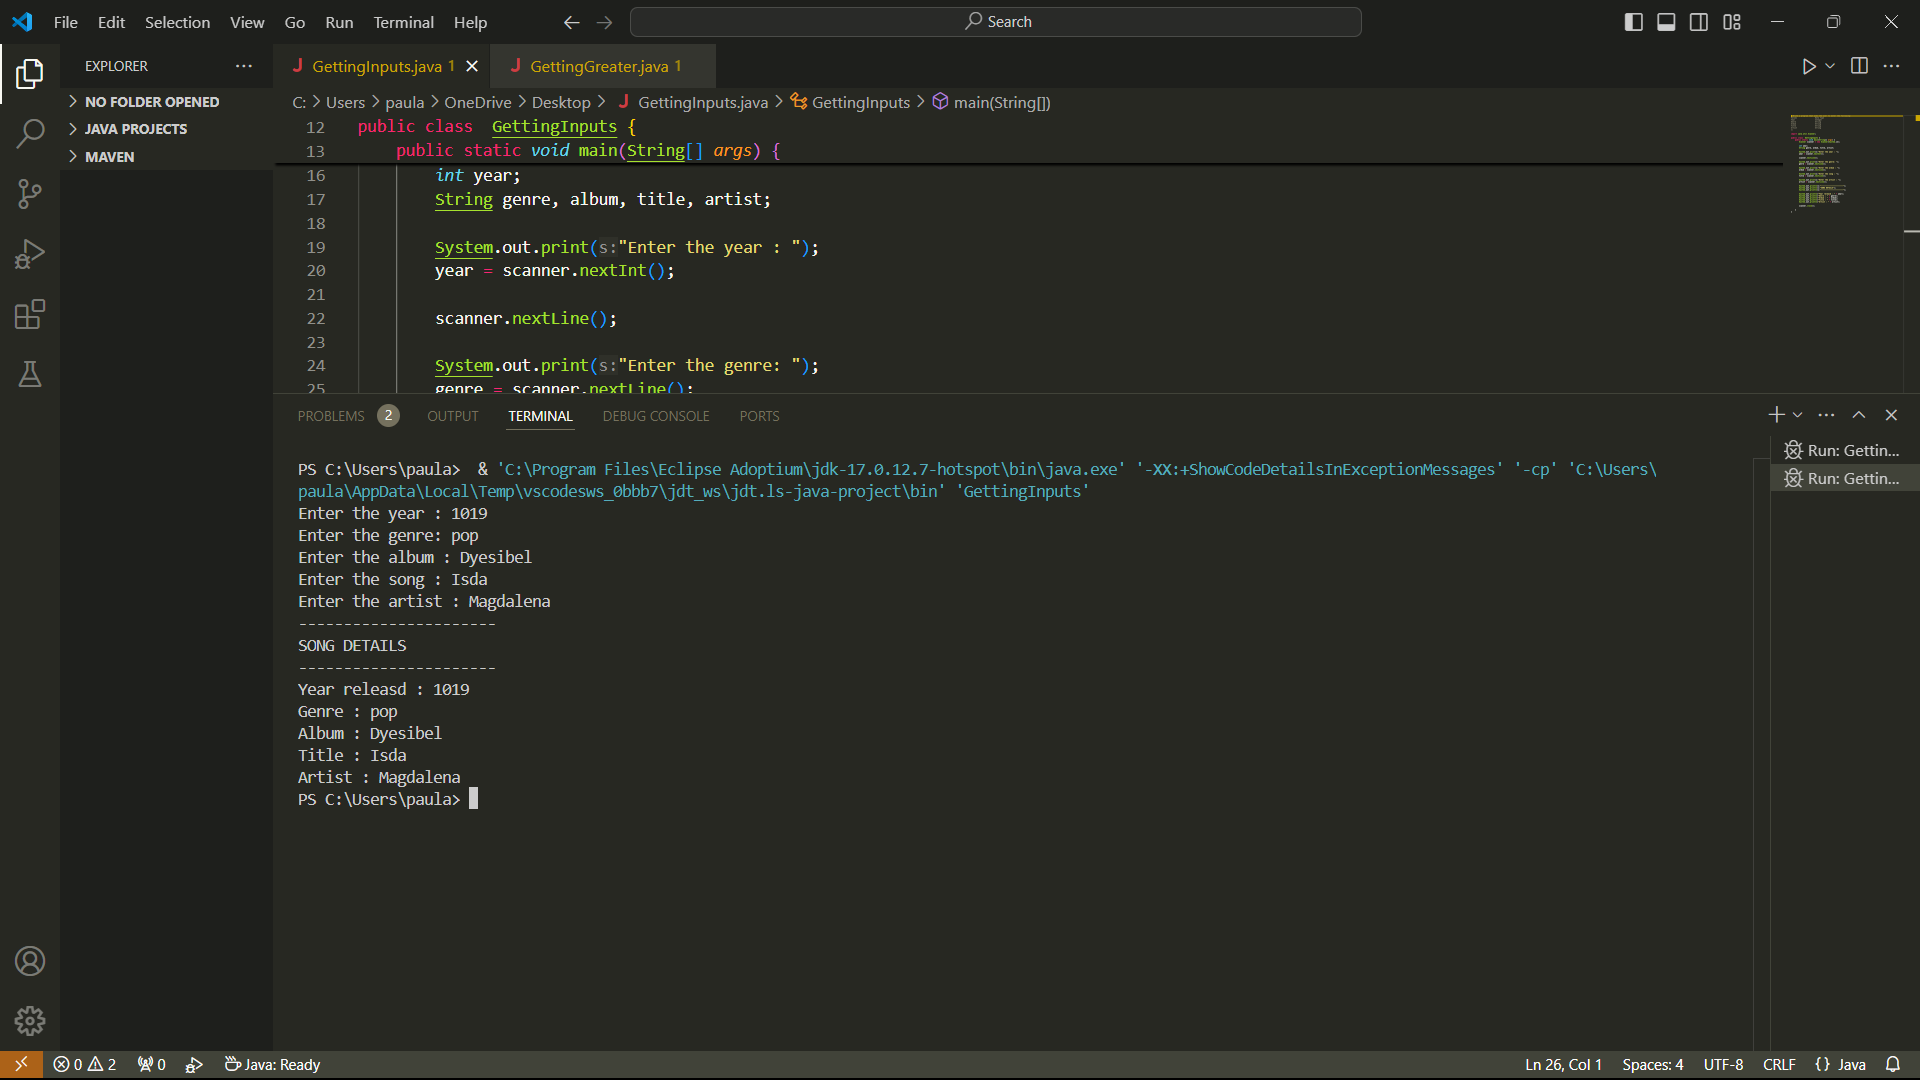 File Edit Selection View Go Run Terminal Help
Search
EXPLORER
NO FOLDER OPENED
JAVA PROJECTS
MAVEN
GettingInputs.java 1
GettingGreater.java 1
C: > Users > paula > OneDrive > Desktop > GettingInputs.java > GettingInputs > main(String[])
12 public class GettingInputs {
13 public static void main(String[] args) {
16 int year;
17 String genre, album, title, artist;
18
19 System.out.print(s:"Enter the year : ");
20 year = scanner.nextInt();
21
22 scanner.nextLine();
23
24 System.out.print(s:"Enter the genre: ");
25 genre = scanner.nextLine();
PROBLEMS 2 OUTPUT TERMINAL DEBUG CONSOLE PORTS
PS C:\Users\paula>  & 'C:\Program Files\Eclipse Adoptium\jdk-17.0.12.7-hotspot\bin\java.exe' '-XX:+ShowCodeDetailsInExceptionMessages' '-cp' 'C:\Users\
paula\AppData\Local\Temp\vscodesws_0bbb7\jdt_ws\jdt.ls-java-project\bin' 'GettingInputs'
Enter the year : 1019
Enter the genre: pop
Enter the album : Dyesibel
Enter the song : Isda
Enter the artist : Magdalena
----------------------
SONG DETAILS
----------------------
Year releasd : 1019
Genre : pop
Album : Dyesibel
Title : Isda
Artist : Magdalena
PS C:\Users\paula>
Run: Gettin...
Run: Gettin...
0 2 0 Java: Ready
Ln 26, Col 1 Spaces: 4 UTF-8 CRLF {} Java